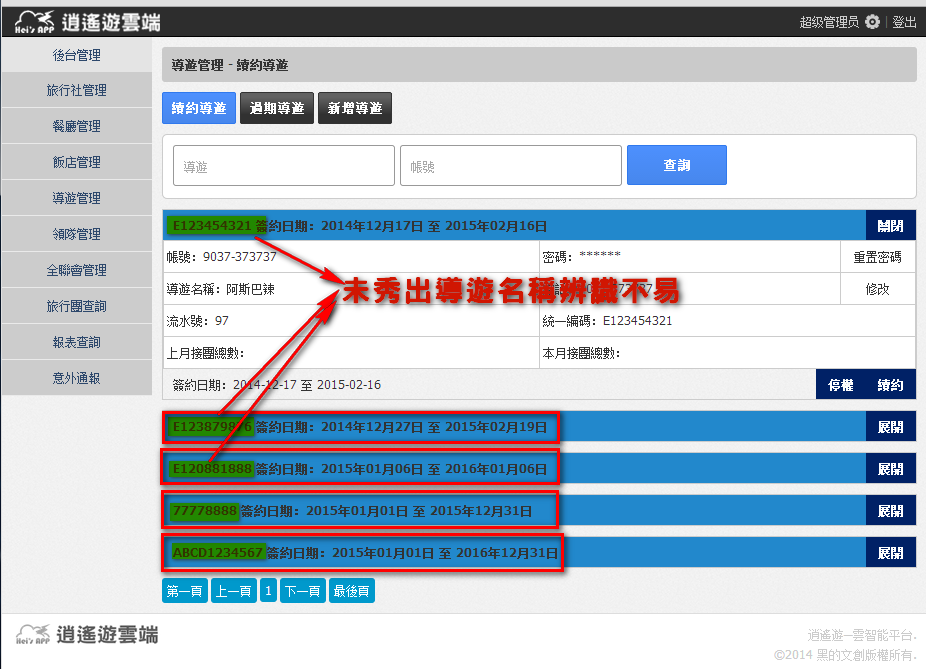 Hei's APP 逍遙遊雲端
超级管理员 | 登出
後台管理
旅行社管理
餐廳管理
飯店管理
導遊管理
領隊管理
全聯會管理
旅行團查詢
報表查詢
意外通報
導遊管理 - 續約導遊
續約導遊 過期導遊 新增導遊
導遊 帳號 查詢
E123454321 簽約日期：2014年12月17日 至 2015年02月16日 關閉
帳號：9037-373737 密碼：****** 重置密碼
導遊名稱：阿斯巴辣 修改
未秀出導遊名稱辨識不易
流水號：97 統一編碼：E123454321
上月接團總數： 本月接團總數：
簽約日期：2014-12-17 至 2015-02-16 停權 續約
E123879876 簽約日期：2014年12月27日 至 2015年02月19日 展開
E120881888 簽約日期：2015年01月06日 至 2016年01月06日 展開
77778888 簽約日期：2015年01月01日 至 2015年12月31日 展開
ABCD1234567 簽約日期：2015年01月01日 至 2016年12月31日 展開
第一頁 上一頁 1 下一頁 最後頁
Hei's APP 逍遙遊雲端
逍遙遊—雲智能平台.
©2014 黑的文創版權所有.